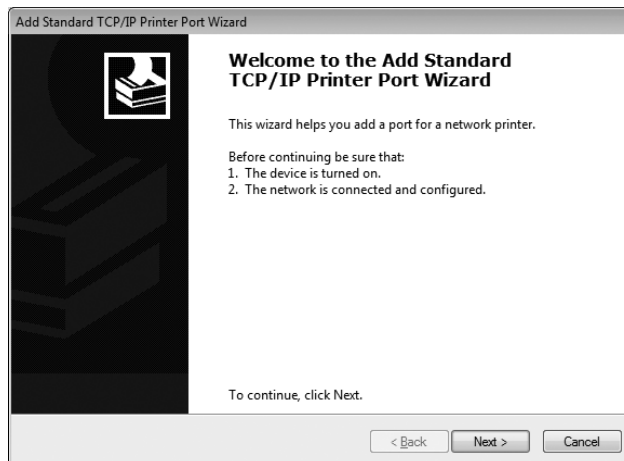 Add Standard TCP/IP Printer Port Wizard
Welcome to the Add Standard
TCP/IP Printer Port Wizard
This wizard helps you add a port for a network printer.
Before continuing be sure that:
1. The device is turned on.
2. The network is connected and configured.
To continue, click Next.
< Back Next > Cancel